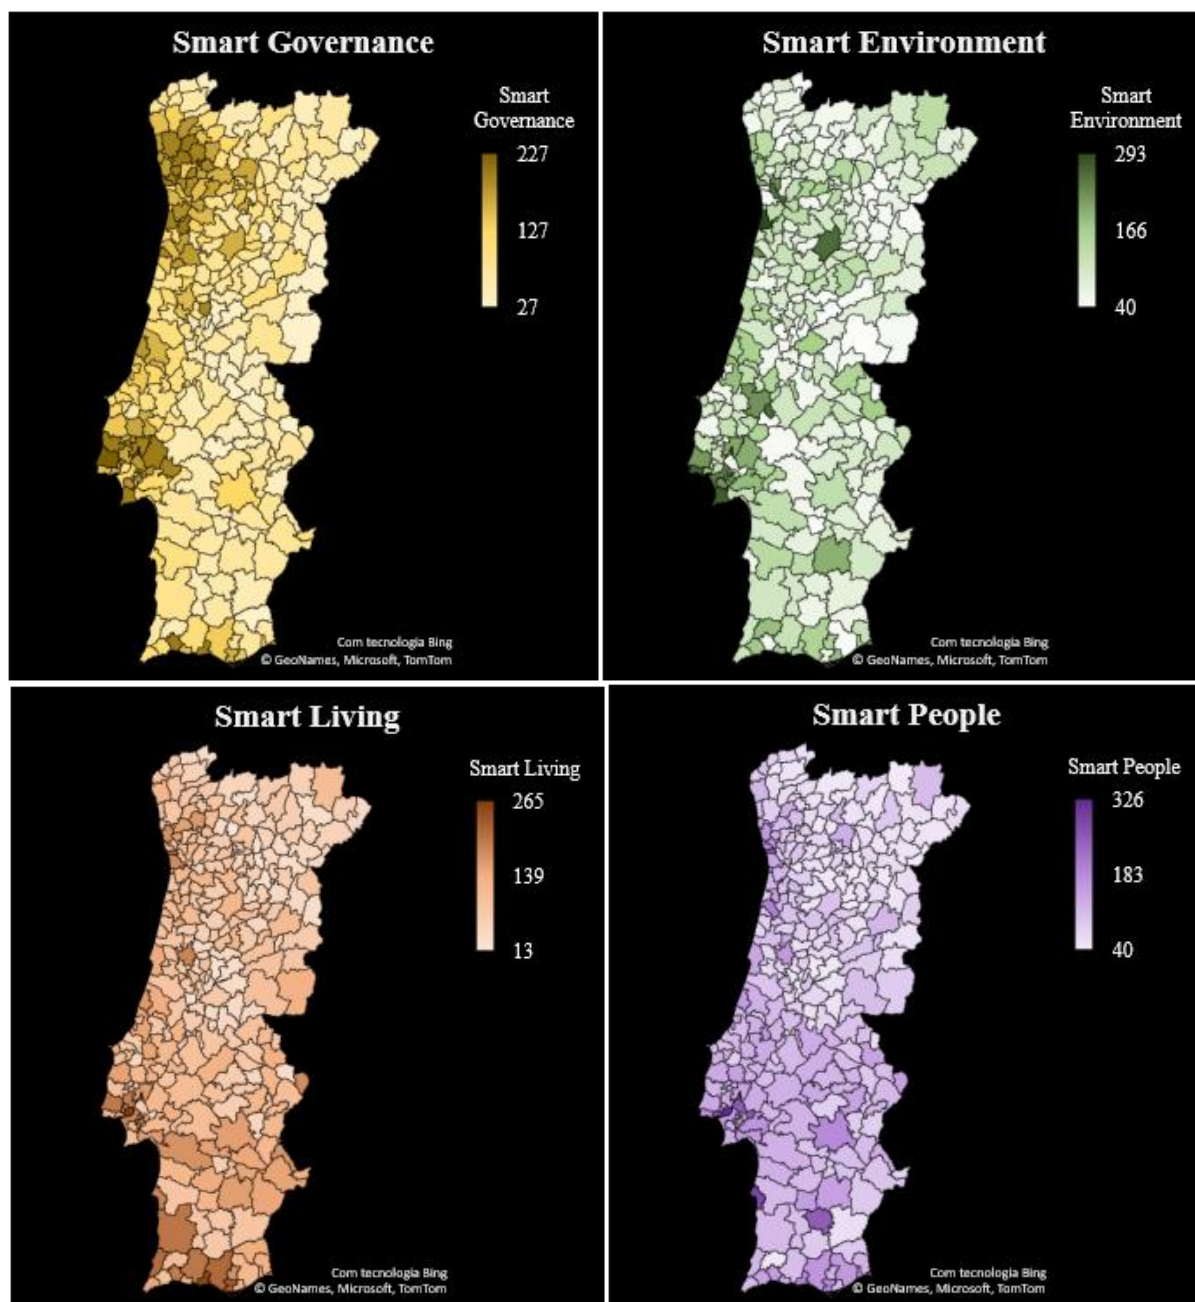 Smart Governance
Smart
Governance
227
127
27
Com tecnologia Bing
© GeoNames, Microsoft, TomTom
Smart Environment
Smart
Environment
293
166
40
Com tecnologia Bing
© GeoNames, Microsoft, TomTom
Smart Living
Smart Living
265
139
13
Com tecnologia Bing
© GeoNames, Microsoft, TomTom
Smart People
Smart People
326
183
40
Com tecnologia Bing
© GeoNames, Microsoft, TomTom